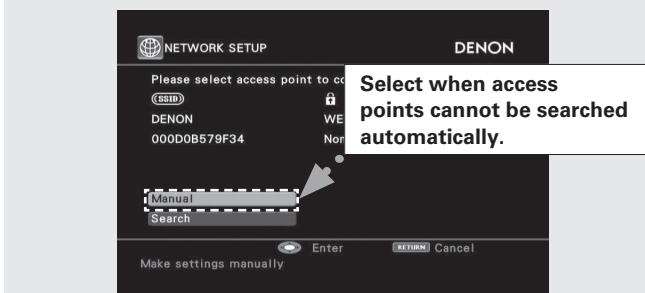 NETWORK SETUP
DENON
Please select access point to co
SSID
DENON WE
000D0B579F34 Non
Select when access
points cannot be searched
automatically.
Manual
Search
Enter RETURN Cancel
Make settings manually